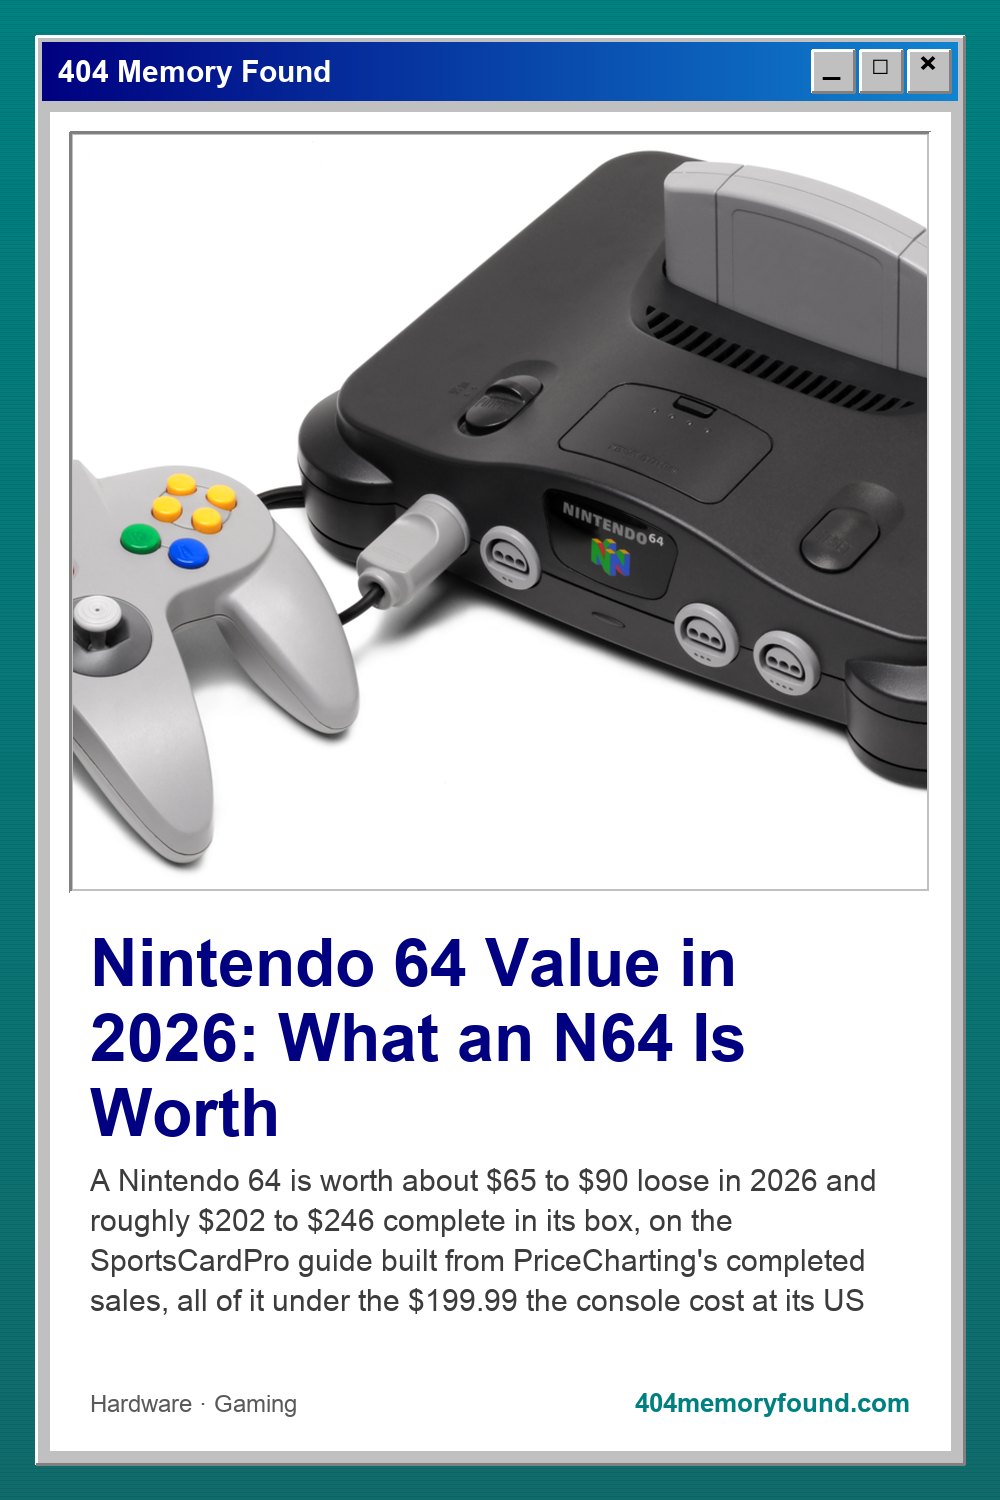 404 Memory Found
NINTENDO 64
Nintendo 64 Value in
2026: What an N64 Is
Worth
A Nintendo 64 is worth about $65 to $90 loose in 2026 and
roughly $202 to $246 complete in its box, on the
SportsCardPro guide built from PriceCharting's completed
sales, all of it under the $199.99 the console cost at its US
Hardware · Gaming
404memoryfound.com